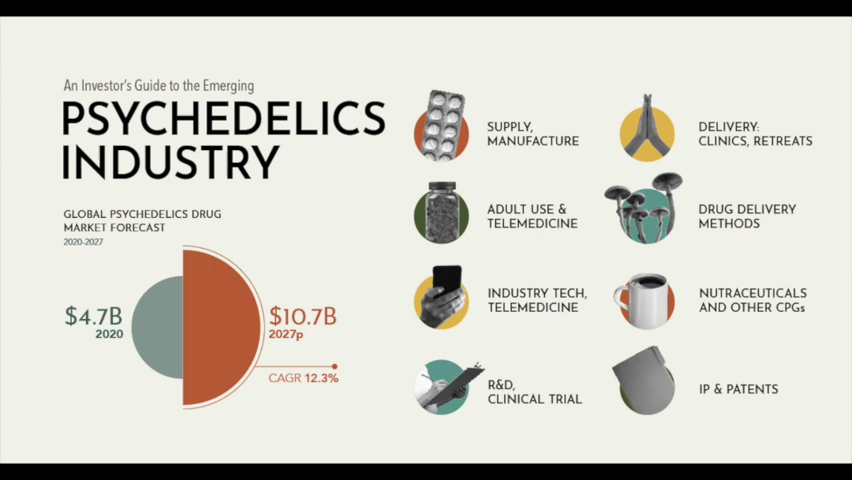 An Investor's Guide to the Emerging
PSYCHEDELICS
INDUSTRY
GLOBAL PSYCHEDELICS DRUG
MARKET FORECAST
2020-2027
$4.7B
2020
$10.7B
2027p
CAGR 12.3%
SUPPLY,
MANUFACTURE
DELIVERY:
CLINICS, RETREATS
ADULT USE &
TELEMEDICINE
DRUG DELIVERY
METHODS
INDUSTRY TECH,
TELEMEDICINE
NUTRACEUTICALS
AND OTHER CPGs
R&D,
CLINICAL TRIAL
IP & PATENTS